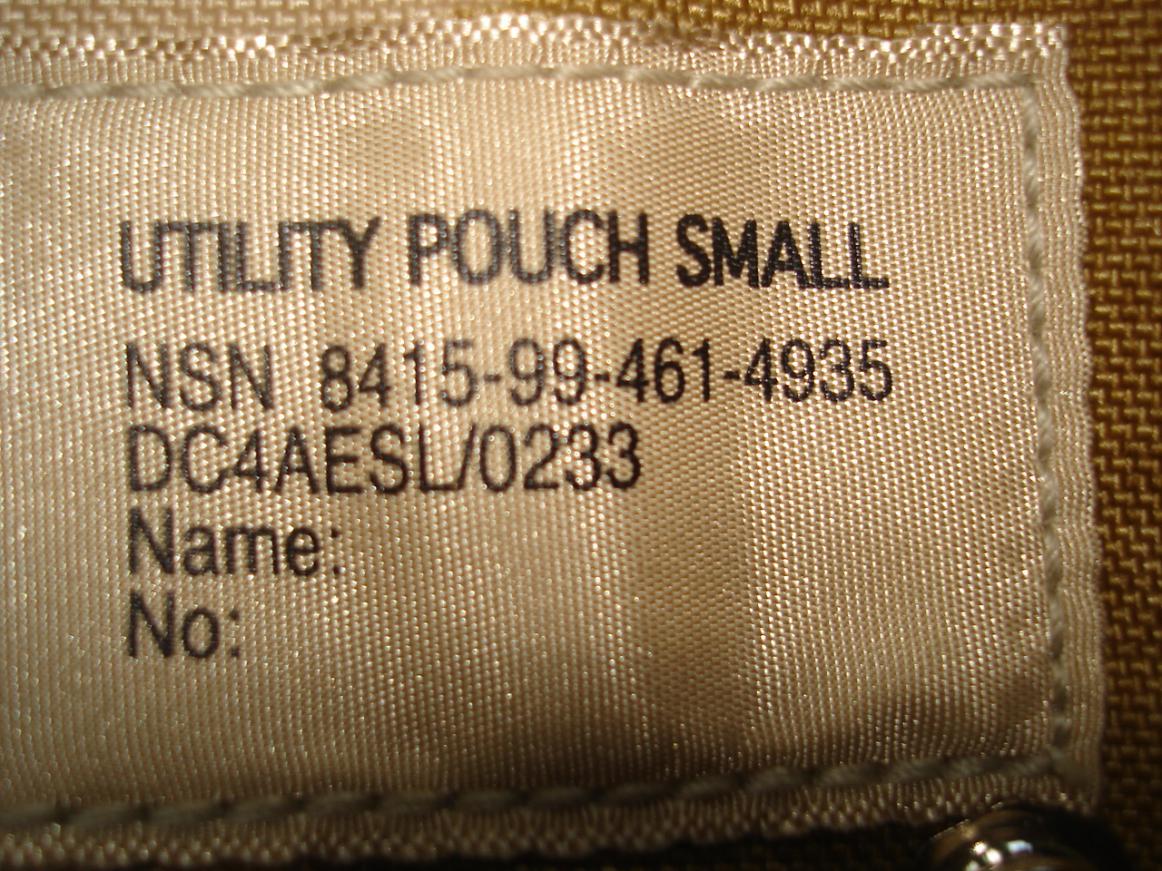 UTILITY POUCH SMALL
NSN 8415-99-461-4935
DC4AESL/0233
Name:
No: